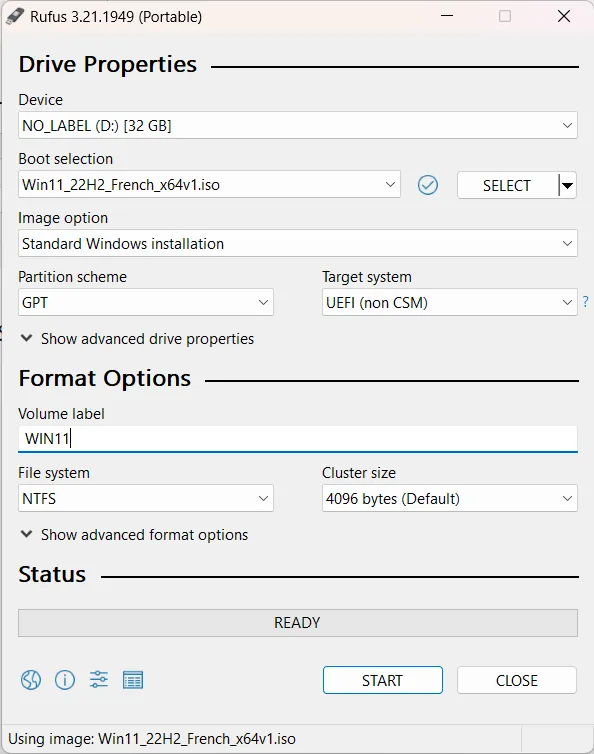 Rufus 3.21.1949 (Portable)
Drive Properties
Device
NO_LABEL (D:) [32 GB]
Boot selection
Win11_22H2_French_x64v1.iso
SELECT
Image option
Standard Windows installation
Partition scheme
Target system
GPT
UEFI (non CSM)
?
Show advanced drive properties
Format Options
Volume label
WIN11
File system
Cluster size
NTFS
4096 bytes (Default)
Show advanced format options
Status
READY
START
CLOSE
Using image: Win11_22H2_French_x64v1.iso